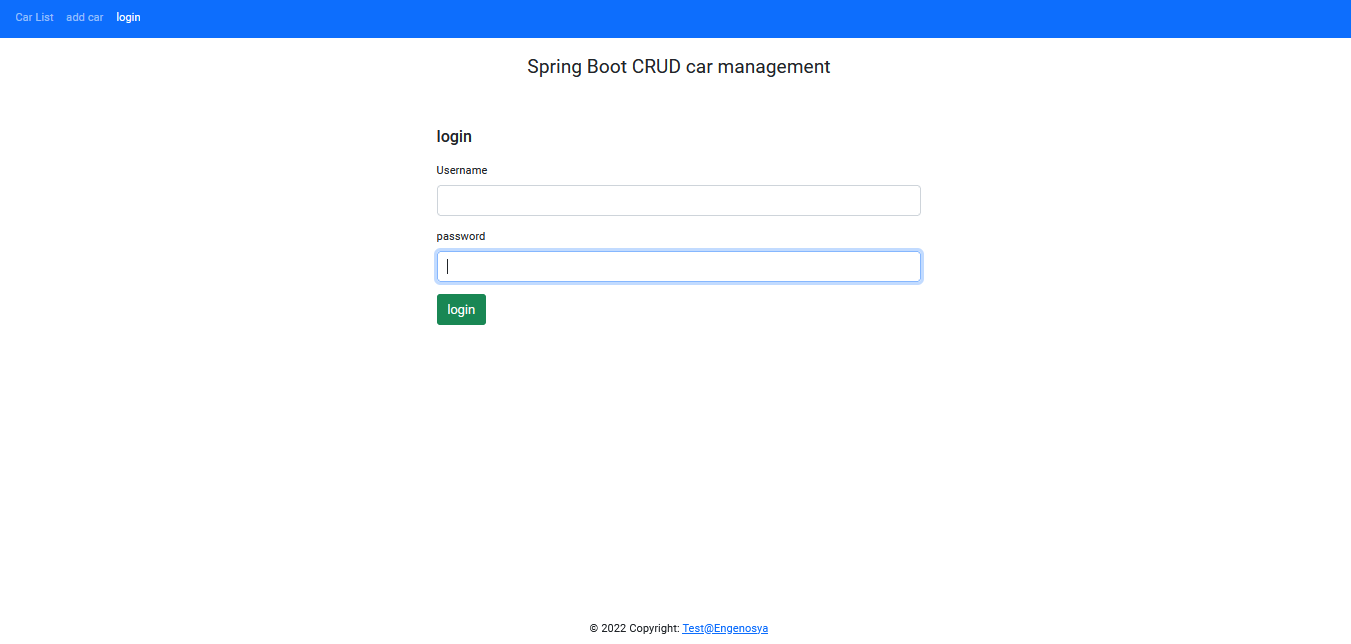 Car List add car login
Spring Boot CRUD car management
login
Username
password
login
© 2022 Copyright: Test@Engenosya